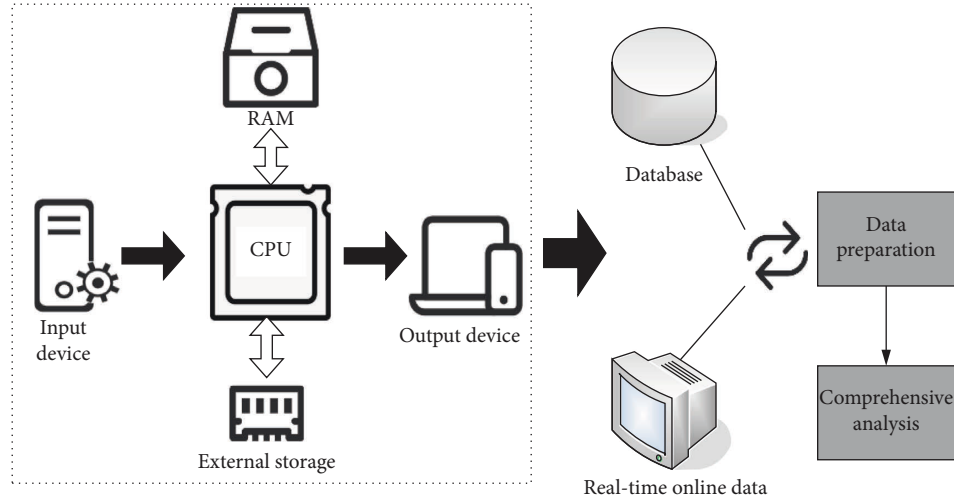 RAM
CPU
Input
device
Output device
External storage
Database
Real-time online data
Data
preparation
Comprehensive
analysis